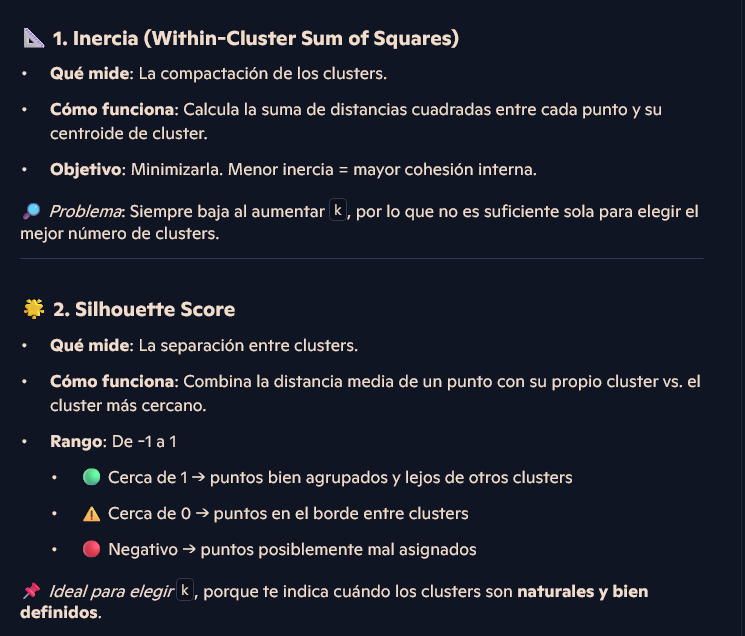 📐 1. Inercia (Within-Cluster Sum of Squares)
• Qué mide: La compactación de los clusters.
• Cómo funciona: Calcula la suma de distancias cuadradas entre cada punto y su
centroide de cluster.
• Objetivo: Minimizarla. Menor inercia = mayor cohesión interna.
🔎 Problema: Siempre baja al aumentar k, por lo que no es suficiente sola para elegir el
mejor número de clusters.
🌟 2. Silhouette Score
• Qué mide: La separación entre clusters.
• Cómo funciona: Combina la distancia media de un punto con su propio cluster vs. el
cluster más cercano.
• Rango: De -1 a 1
• 🟢 Cerca de 1 → puntos bien agrupados y lejos de otros clusters
• ⚠️ Cerca de 0 → puntos en el borde entre clusters
• 🔴 Negativo → puntos posiblemente mal asignados
📌 Ideal para elegir k, porque te indica cuándo los clusters son naturales y bien
definidos.